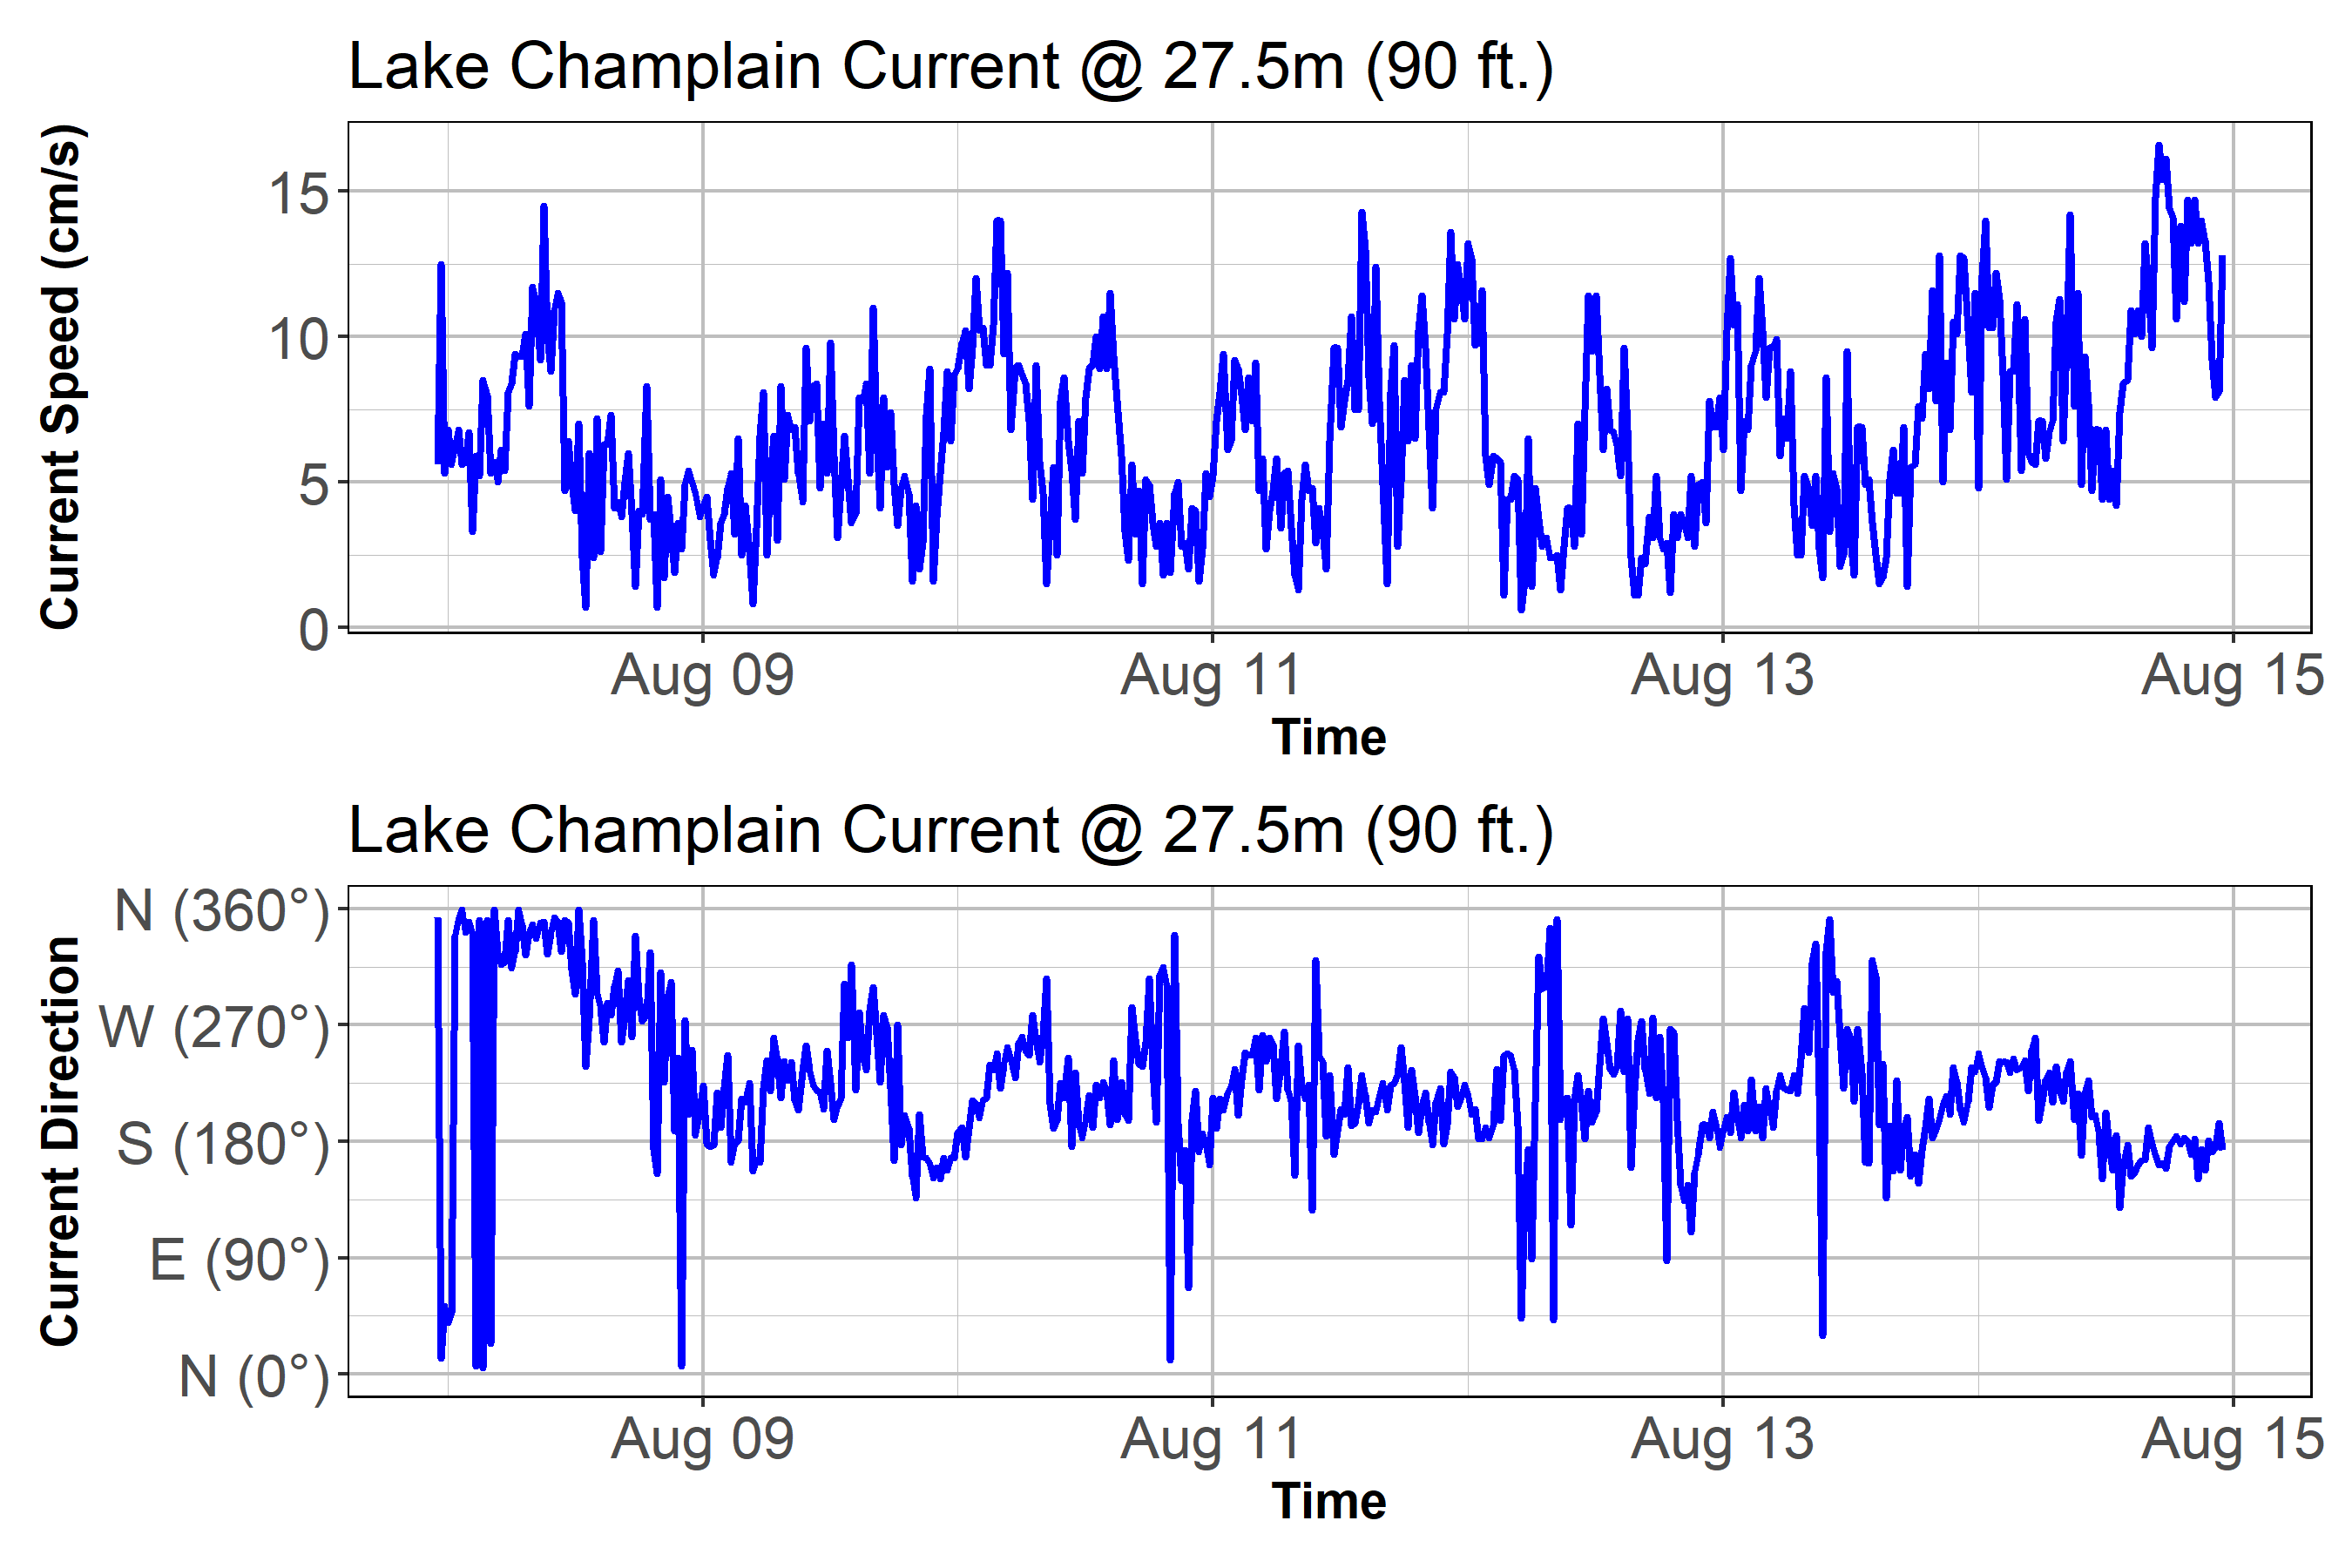 Lake Champlain Current @ 27.5m (90 ft.)
Current Speed (cm/s)
15
10
5
0
Aug 09 Aug 11 Aug 13 Aug 15
Time
Lake Champlain Current @ 27.5m (90 ft.)
Current Direction
N (360°)
W (270°)
S (180°)
E (90°)
N (0°)
Aug 09 Aug 11 Aug 13 Aug 15
Time